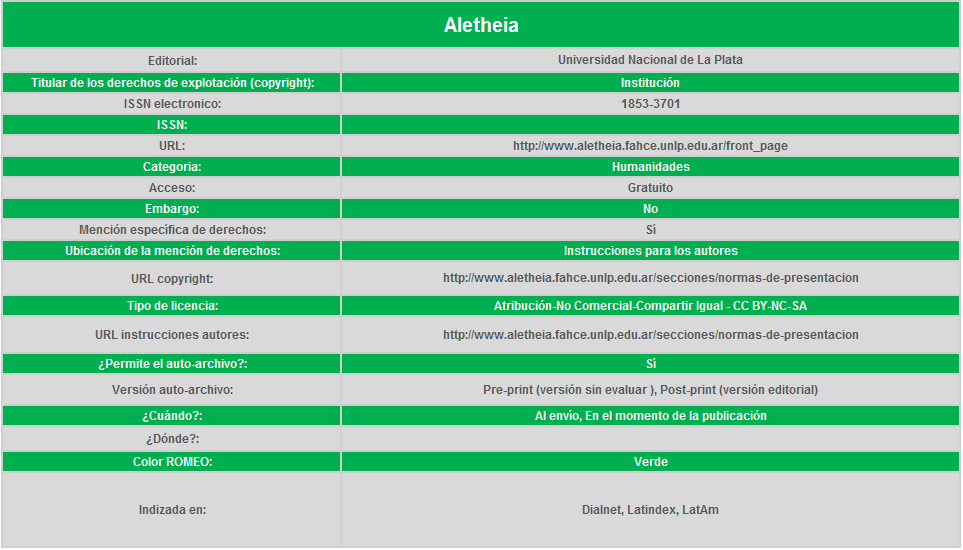 Aletheia
Editorial: Universidad Nacional de La Plata
Titular de los derechos de explotación (copyright): Institución
ISSN electronico: 1853-3701
ISSN:
URL: http://www.aletheia.fahce.unlp.edu.ar/front_page
Categoria: Humanidades
Acceso: Gratuito
Embargo: No
Mención específica de derechos: Sì
Ubicación de la mención de derechos: Instrucciones para los autores
URL copyright: http://www.aletheia.fahce.unlp.edu.ar/secciones/normas-de-presentacion
Tipo de licencia: Atribución-No Comercial-Compartir Igual - CC BY-NC-SA
URL instrucciones autores: http://www.aletheia.fahce.unlp.edu.ar/secciones/normas-de-presentacion
¿Permite el auto-archivo?: Sì
Versión auto-archivo: Pre-print (versión sin evaluar ), Post-print (versión editorial)
¿Cuándo?: Al envío, En el momento de la publicación
¿Dónde?:
Color ROMEO: Verde
Indizada en: Dialnet, Latindex, LatAm